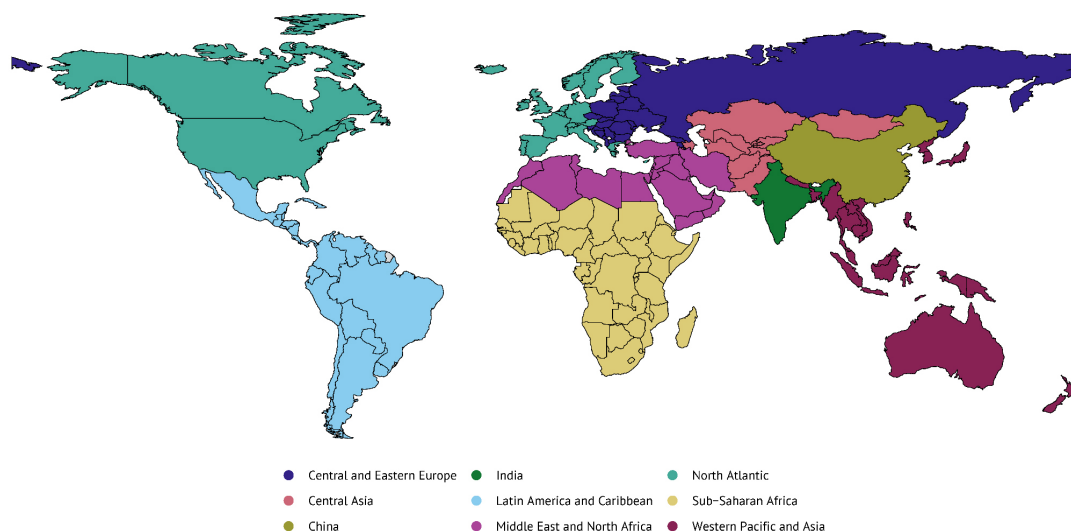 Central and Eastern Europe
India
North Atlantic
Central Asia
Latin America and Caribbean
Sub−Saharan Africa
China
Middle East and North Africa
Western Pacific and Asia